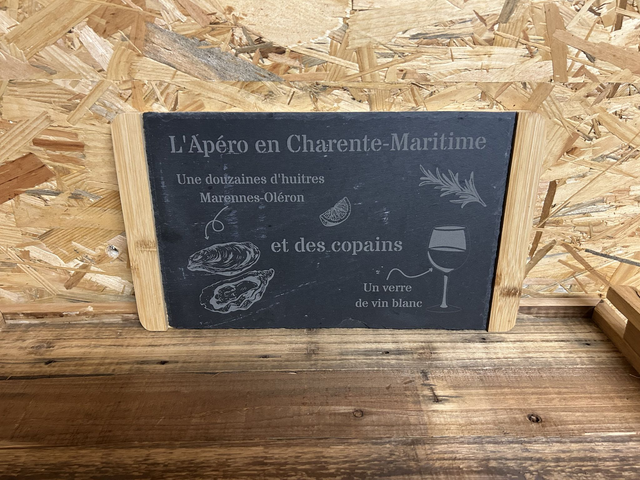 L'Apéro en Charente-Maritime
Une douzaines d'huitres
Marennes-Oléron
et des copains
Un verre
de vin blanc